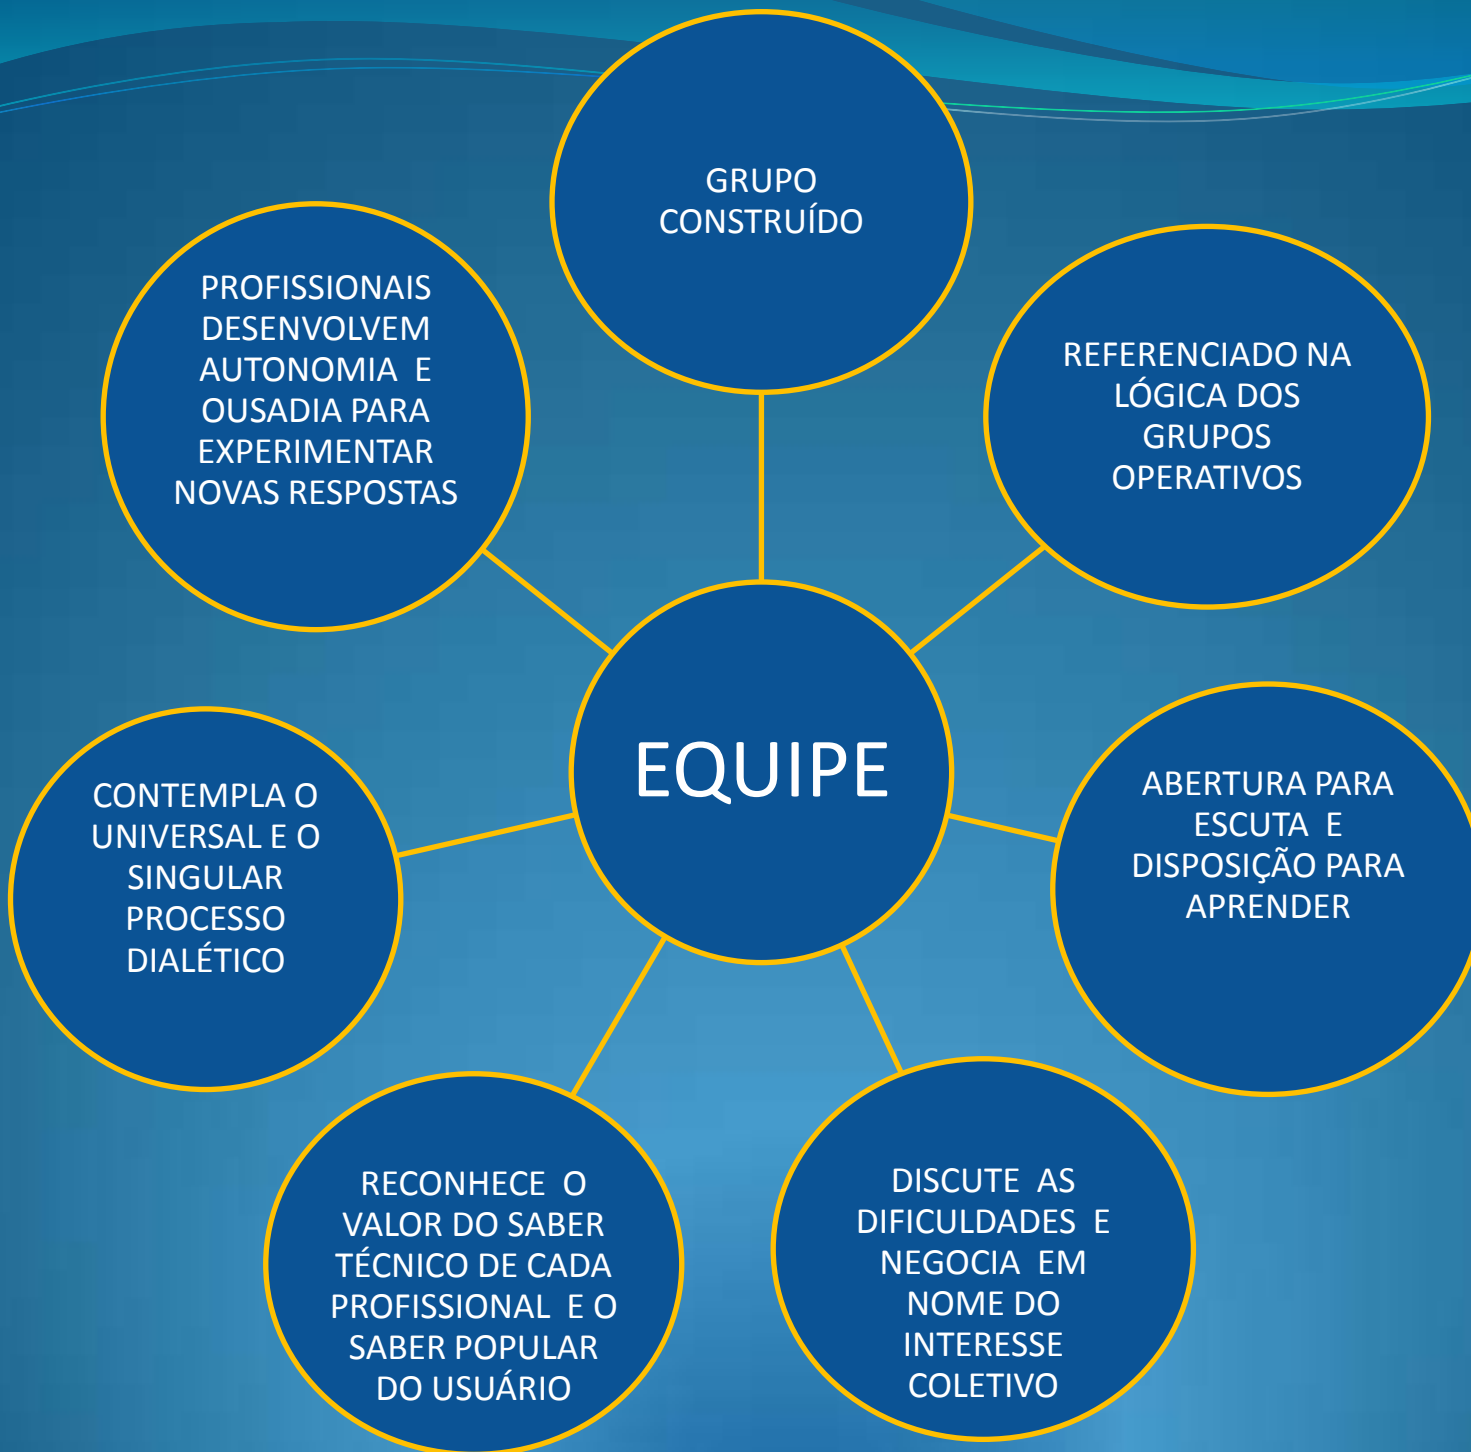 GRUPO
CONSTRUÍDO
REFERENCIADO NA
LÓGICA DOS
GRUPOS
OPERATIVOS
ABERTURA PARA
ESCUTA E
DISPOSIÇÃO PARA
APRENDER
DISCUTE AS
DIFICULDADES E
NEGOCIA EM
NOME DO
INTERESSE
COLETIVO
RECONHECE O
VALOR DO SABER
TÉCNICO DE CADA
PROFISSIONAL E O
SABER POPULAR
DO USUÁRIO
CONTEMPLA O
UNIVERSAL E O
SINGULAR
PROCESSO
DIALÉTICO
PROFISSIONAIS
DESENVOLVEM
AUTONOMIA E
OUSADIA PARA
EXPERIMENTAR
NOVAS RESPOSTAS
EQUIPE